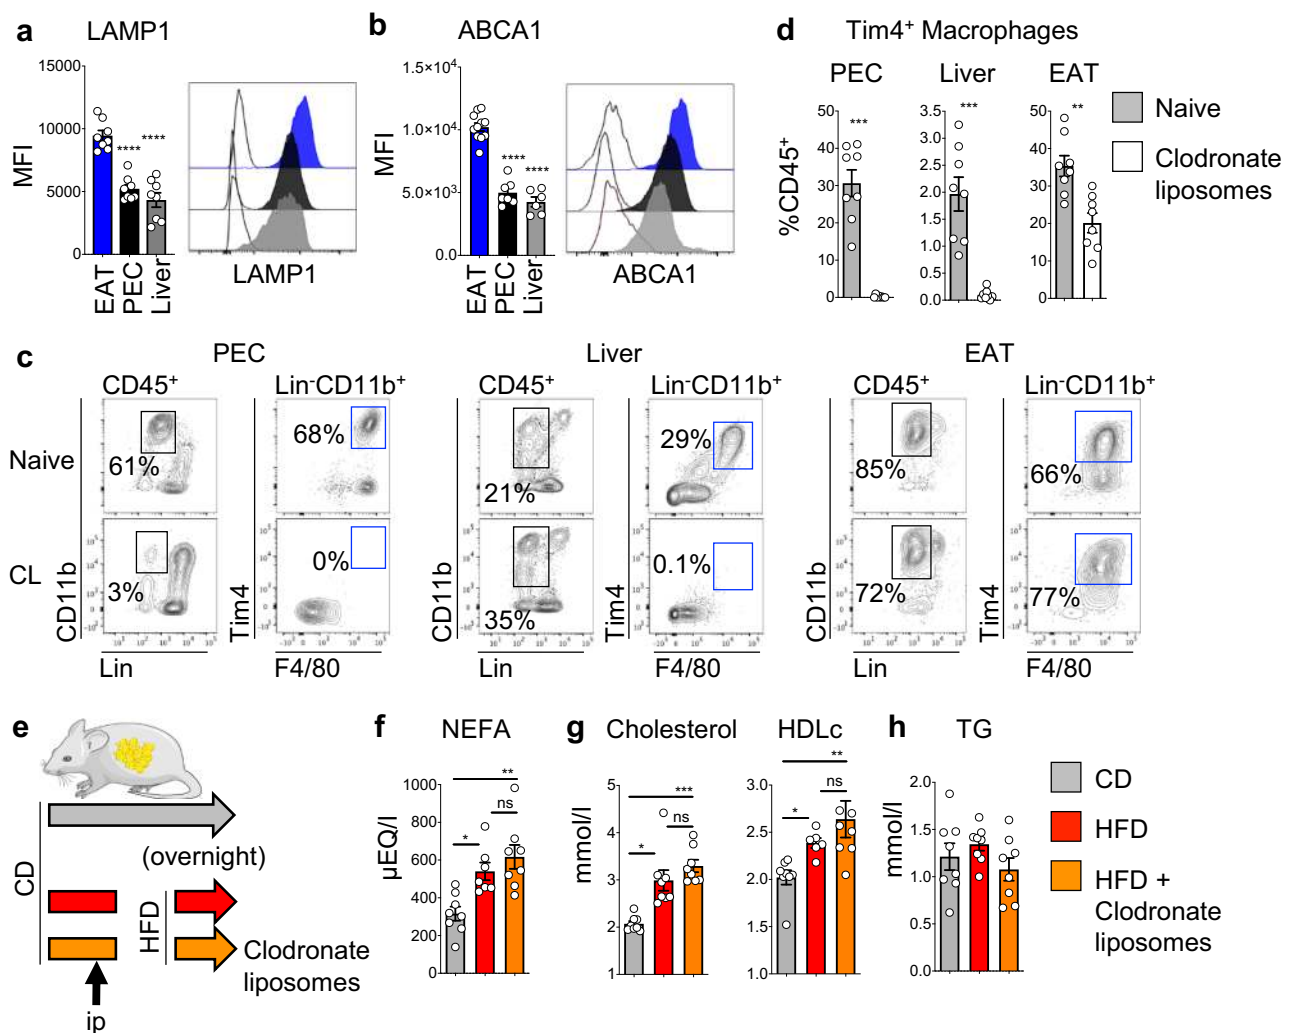 a LAMP1
15000
10000
5000
0
MFI
****
****
EAT
PEC
Liver
LAMP1
b ABCA1
1.5×10⁴
1.0×10⁴
5.0×10³
0.0
MFI
****
****
EAT
PEC
Liver
ABCA1
d Tim4⁺ Macrophages
PEC
Liver
EAT
%CD45⁺
50
40
30
20
10
0
***
3.5
3.0
2.5
2.0
1.5
1.0
0.5
0.0
***
50
40
30
20
10
0
**
Naive
Clodronate
liposomes
c PEC
Liver
EAT
CD45⁺
Lin⁻CD11b⁺
CD45⁺
Lin⁻CD11b⁺
CD45⁺
Lin⁻CD11b⁺
Naive
61%
68%
21%
29%
85%
66%
CL
3%
0%
35%
0.1%
72%
77%
CD11b
Tim4
CD11b
Tim4
CD11b
Tim4
Lin
F4/80
Lin
F4/80
Lin
F4/80
e
CD
(overnight)
HFD
Clodronate
liposomes
ip
f NEFA
µEQ/l
1000
800
600
400
200
0
**
ns
*
g Cholesterol
mmol/l
5
4
3
2
1
***
ns
*
HDLc
3.0
2.5
2.0
1.5
1.0
**
ns
*
h TG
mmol/l
2.0
1.5
1.0
0.5
0.0
CD
HFD
HFD +
Clodronate
liposomes